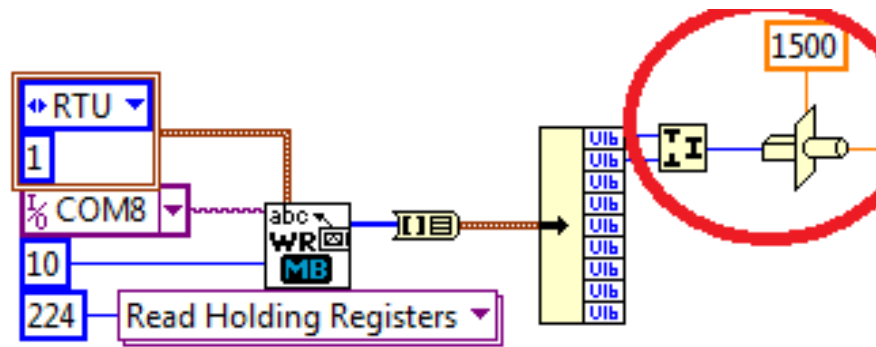 1500
RTU
1
I/O COM8
abc
WR
MB
10
224 Read Holding Registers
U16
U16
U16
U16
U16
U16
U16
U16
U16